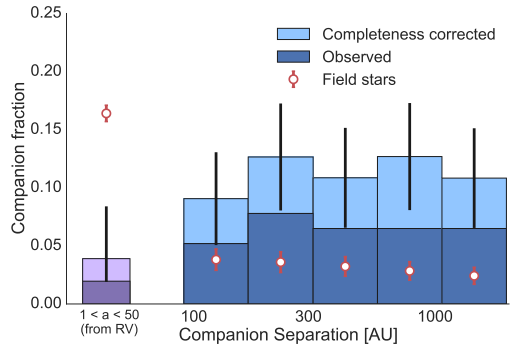 0.25
0.20
0.15
0.10
0.05
0.00
Companion fraction
Completeness corrected
Observed
Field stars
1 < a < 50
(from RV)
100
300
1000
Companion Separation [AU]